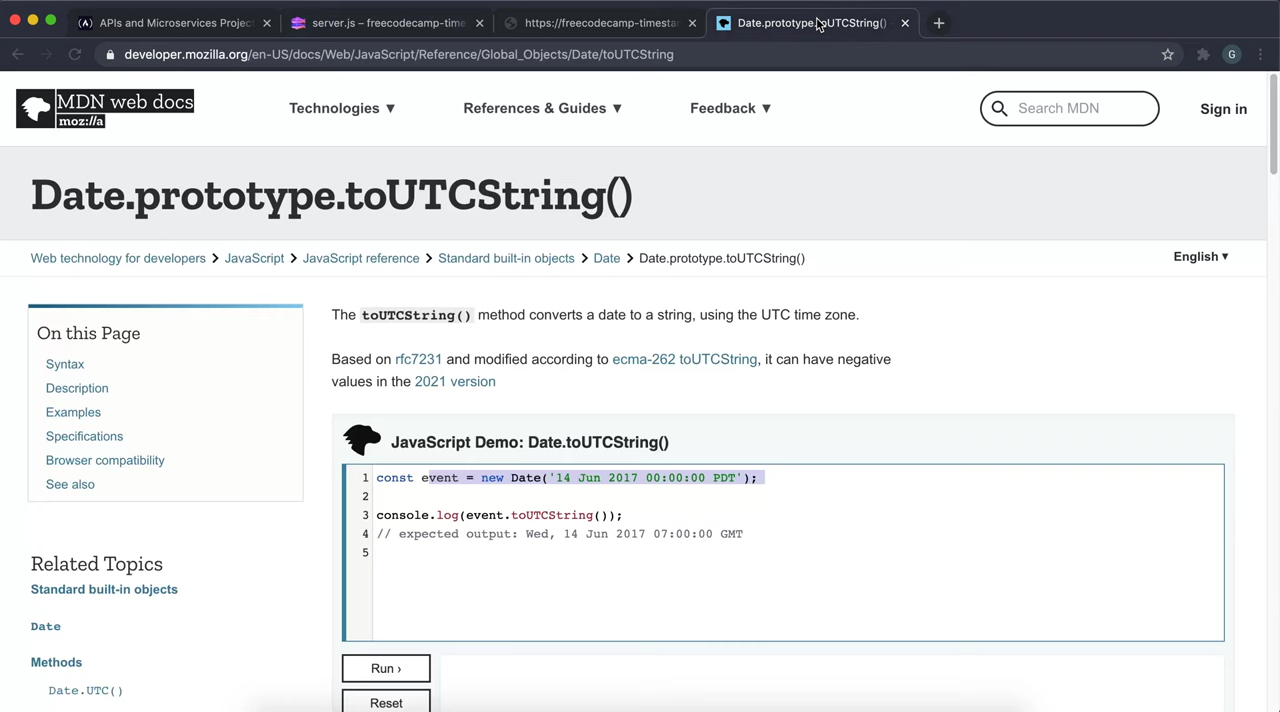 APIs and Microservices Project
server.js – freecodecamp-time
https://freecodecamp-timesta
Date.prototype.toUTCString()
developer.mozilla.org/en-US/docs/Web/JavaScript/Reference/Global_Objects/Date/toUTCString
G
MDN web docs
moz://a
Technologies ▼
References & Guides ▼
Feedback ▼
Search MDN
Sign in
Date.prototype.toUTCString()
Web technology for developers > JavaScript > JavaScript reference > Standard built-in objects > Date > Date.prototype.toUTCString()
English ▼
On this Page
Syntax
Description
Examples
Specifications
Browser compatibility
See also
Related Topics
Standard built-in objects
Date
Methods
Date.UTC()
The toUTCString() method converts a date to a string, using the UTC time zone.
Based on rfc7231 and modified according to ecma-262 toUTCString, it can have negative
values in the 2021 version
JavaScript Demo: Date.toUTCString()
1 const event = new Date('14 Jun 2017 00:00:00 PDT');
2
3 console.log(event.toUTCString());
4 // expected output: Wed, 14 Jun 2017 07:00:00 GMT
5
Run ›
Reset